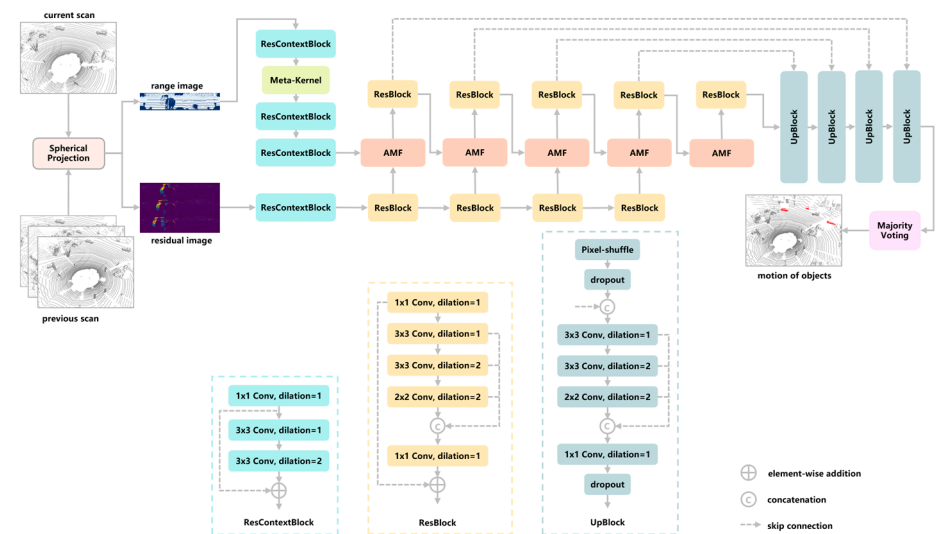 current scan
range image
Spherical
Projection
residual image
previous scan
ResContextBlock
Meta-Kernel
ResContextBlock
ResContextBlock
ResContextBlock
ResBlock
ResBlock
ResBlock
ResBlock
ResBlock
AMF
AMF
AMF
AMF
AMF
ResBlock
ResBlock
ResBlock
ResBlock
UpBlock
UpBlock
UpBlock
UpBlock
Majority
Voting
motion of objects
1x1 Conv, dilation=1
3x3 Conv, dilation=1
3x3 Conv, dilation=2
ResContextBlock
1x1 Conv, dilation=1
3x3 Conv, dilation=1
3x3 Conv, dilation=2
2x2 Conv, dilation=2
C
1x1 Conv, dilation=1
ResBlock
Pixel-shuffle
dropout
C
3x3 Conv, dilation=1
3x3 Conv, dilation=2
2x2 Conv, dilation=2
C
1x1 Conv, dilation=1
dropout
UpBlock
element-wise addition
C concatenation
skip connection